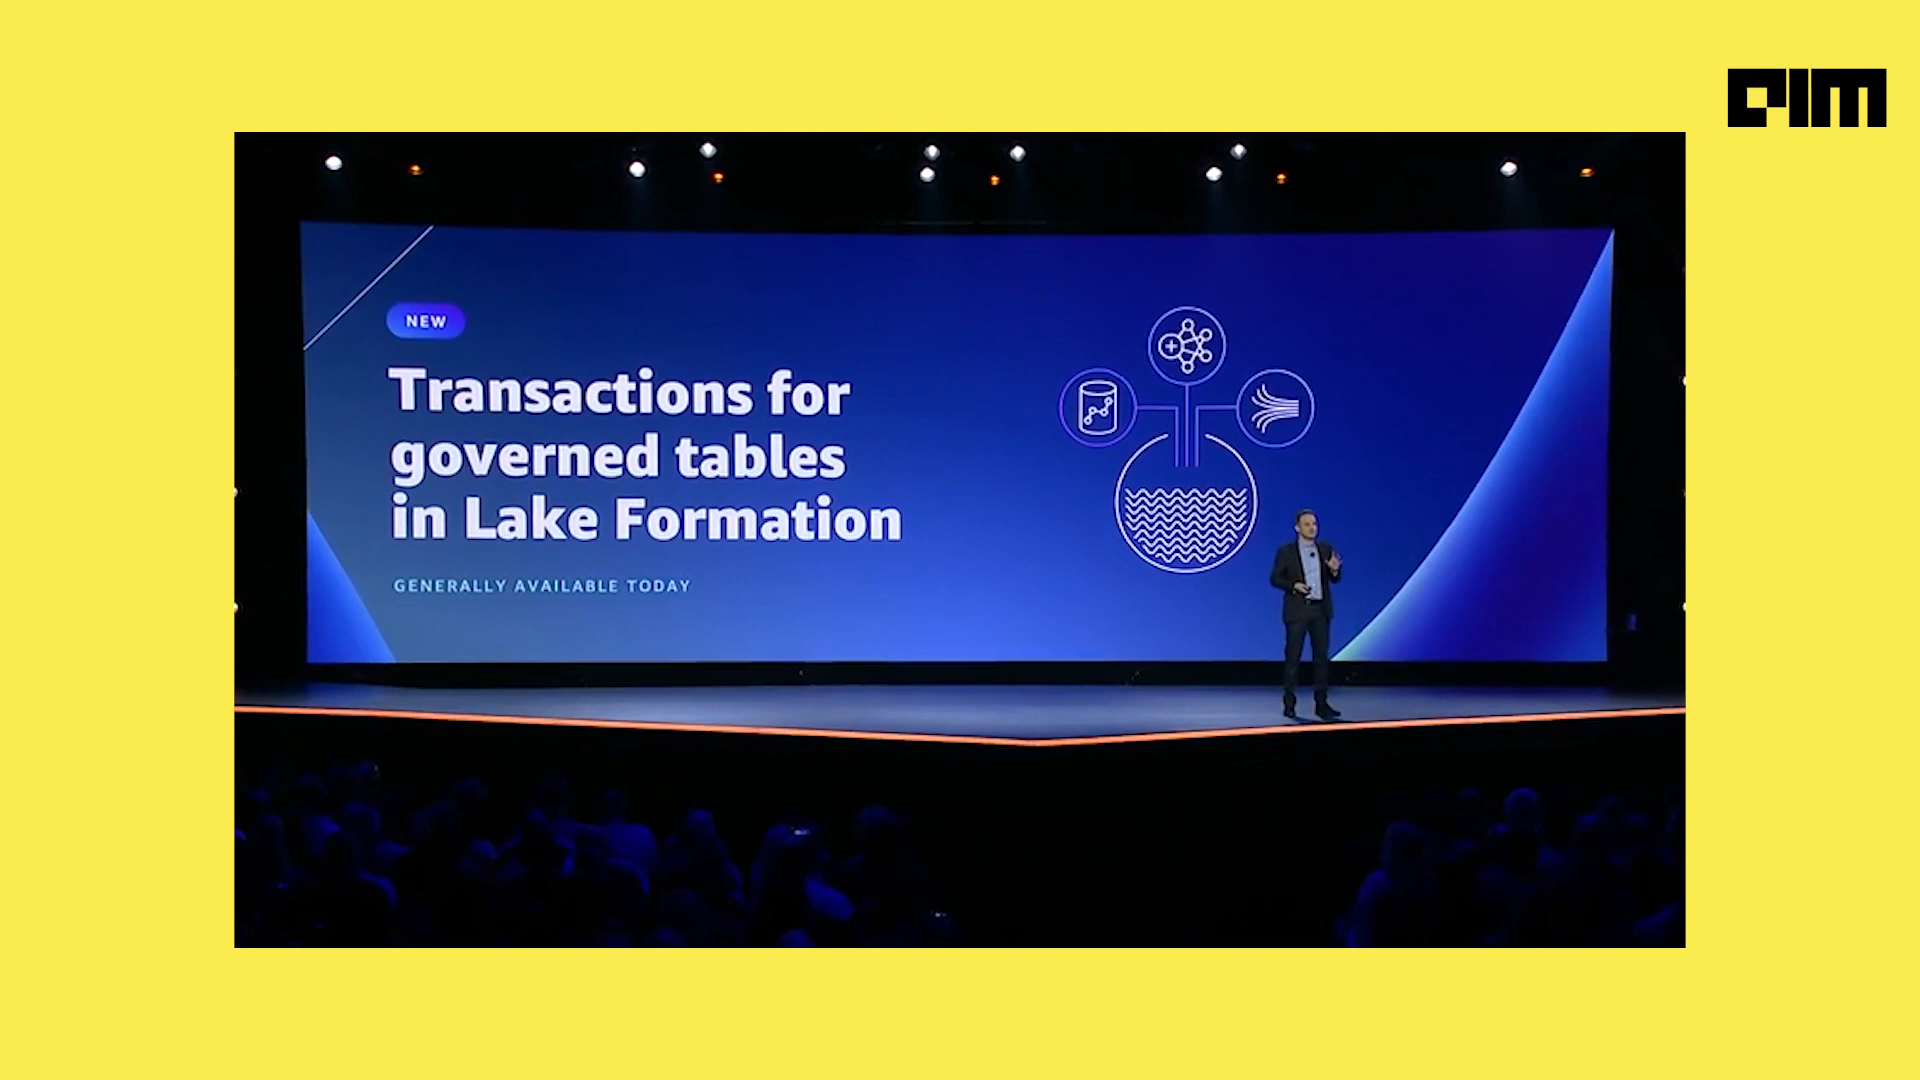 AIM
NEW
Transactions for
governed tables
in Lake Formation
GENERALLY AVAILABLE TODAY